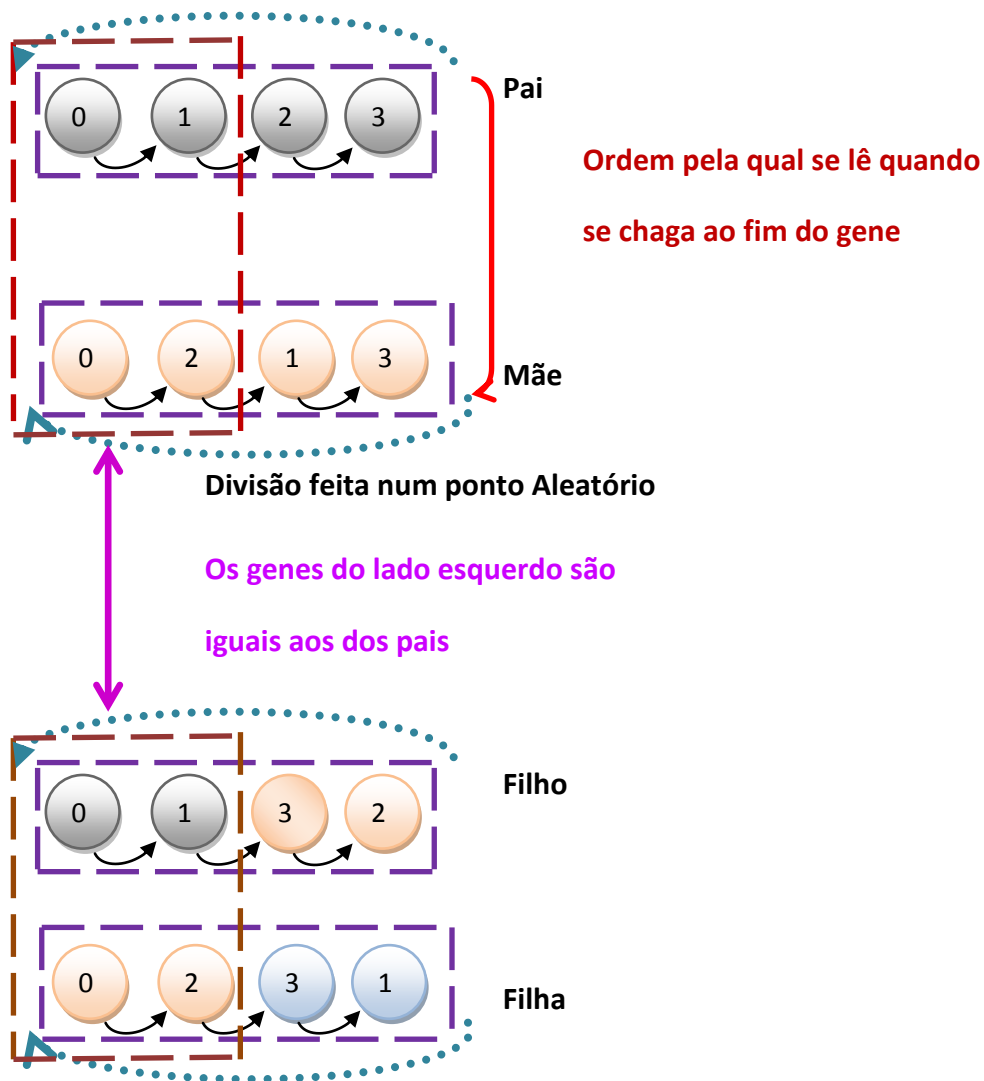 Pai
0 1 2 3
Ordem pela qual se lê quando
se chaga ao fim do gene
0 2 1 3
Mãe
Divisão feita num ponto Aleatório
Os genes do lado esquerdo são
iguais aos dos pais
Filho
0 1 3 2
0 2 3 1
Filha